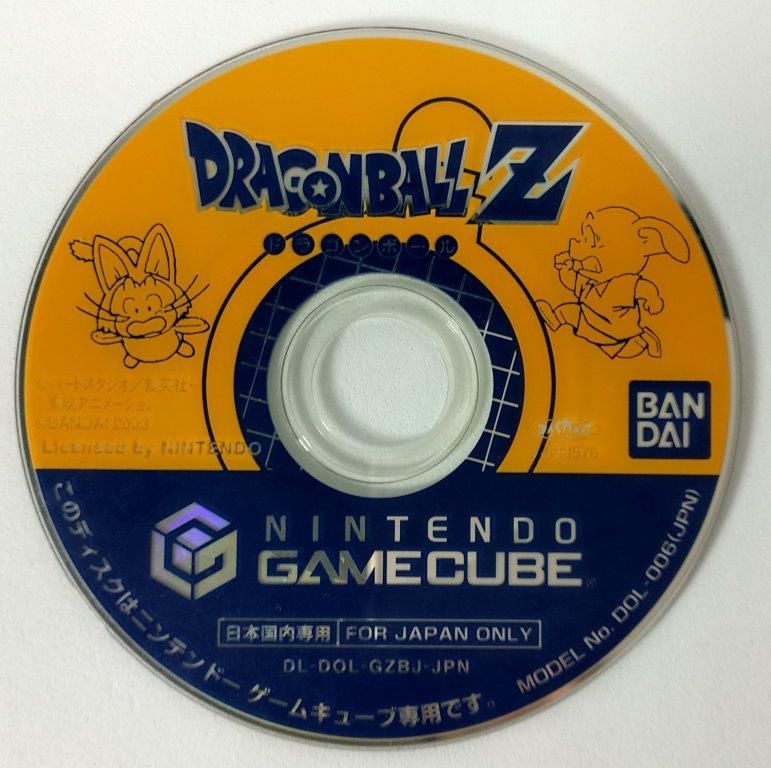 DRAGONBALL Z
ドラゴンボール
©バードスタジオ/集英社・
東映アニメーション
©BANDAI 2003
Licensed by NINTENDO
BAN
DAI
NINTENDO
GAMECUBE
日本国内専用 FOR JAPAN ONLY
DL-DOL-GZBJ-JPN
このディスクはニンテンドーゲームキューブ専用です。
MODEL No. DOL-006(JPN)